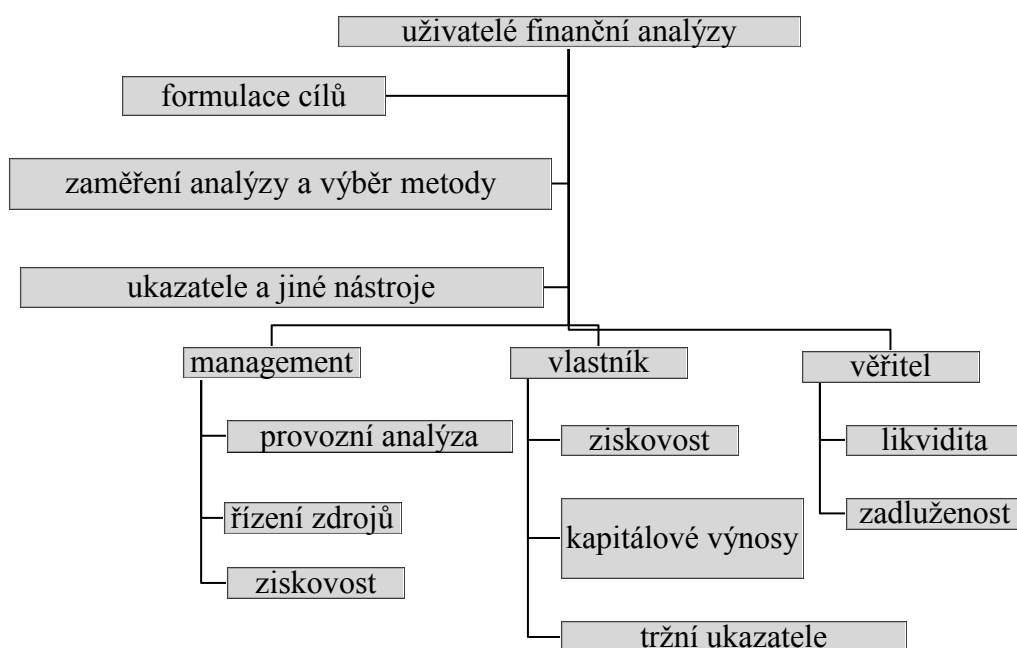 uživatelé finanční analýzy
formulace cílů
zaměření analýzy a výběr metody
ukazatele a jiné nástroje
management
provozní analýza
řízení zdrojů
ziskovost
vlastník
ziskovost
kapitálové výnosy
tržní ukazatele
věřitel
likvidita
zadluženost